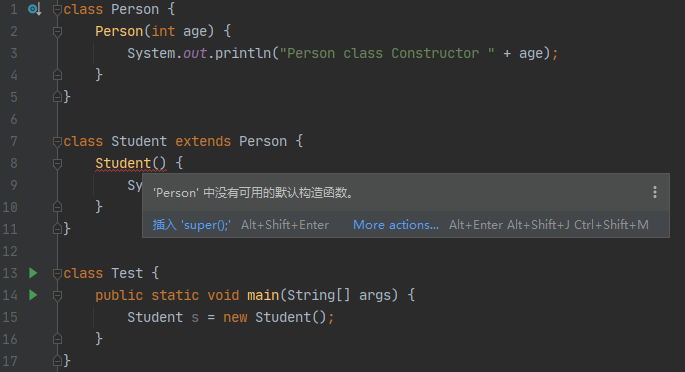 1 class Person {
2 Person(int age) {
3 System.out.println("Person class Constructor " + age);
4 }
5 }
6
7 class Student extends Person {
8 Student() {
9 Sy
'Person' 中没有可用的默认构造函数。
10 }
插入 'super();' Alt+Shift+Enter More actions... Alt+Enter Alt+Shift+J Ctrl+Shift+M
11 }
12
13 class Test {
14 public static void main(String[] args) {
15 Student s = new Student();
16 }
17 }